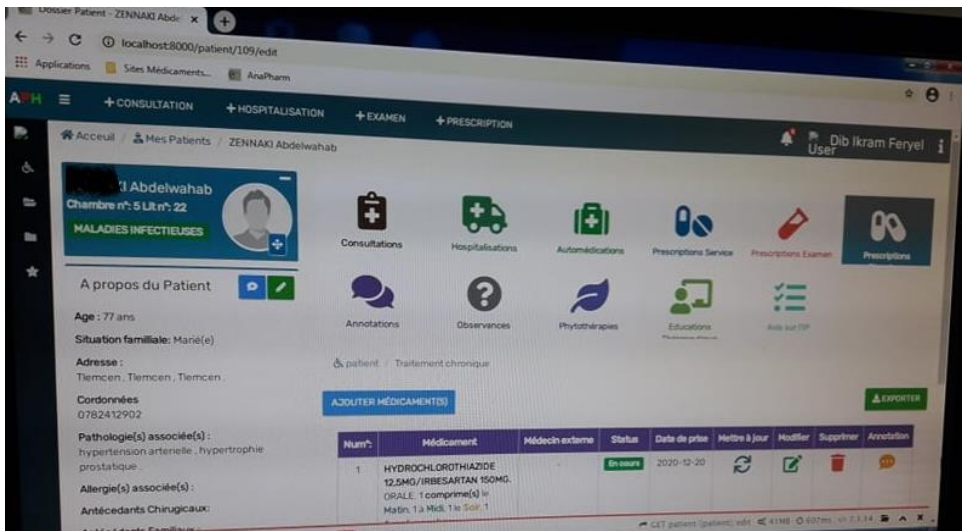 Dossier Patient - ZENNAKI Abde
localhost:8000/patient/109/edit
Applications
Sites Médicaments...
AnaPharm
APH
+CONSULTATION
+HOSPITALISATION
+EXAMEN
+PRESCRIPTION
Acceuil / Mes Patients / ZENNAKI Abdelwahab
User
Dib Ikram Feryel
KI Abdelwahab
Chambre n°: 5 Lit n°: 22
MALADIES INFECTIEUSES
Consultations
Hospitalisations
Automédications
Prescriptions Service
Prescriptions Examen
Prescriptions
Annotations
Observances
Phytothérapies
Educations
A propos du Patient
Age : 77 ans
Situation familliale: Marié(e)
Adresse :
Tlemcen , Tlemcen , Tlemcen .
Cordonnées
0782412902
Pathologie(s) associée(s) :
hypertension arterielle , hypertrophie
prostatique .
Allergie(s) associée(s) :
Antécedants Chirugicaux:
patient / Traitement chronique
AJOUTER MÉDICAMENT(S)
EXPORTER
Num°:
Médicament
Médecin externe
Status
Date de prise
Mettre à jour
Modifier
Supprimer
Annotation
1
HYDROCHLOROTHIAZIDE
12,5MG/IRBESARTAN 150MG.
ORALE. 1 comprime(s) le
Matin, 1 à Midi, 1 le Soir, 1
-
En cours
2020-12-20